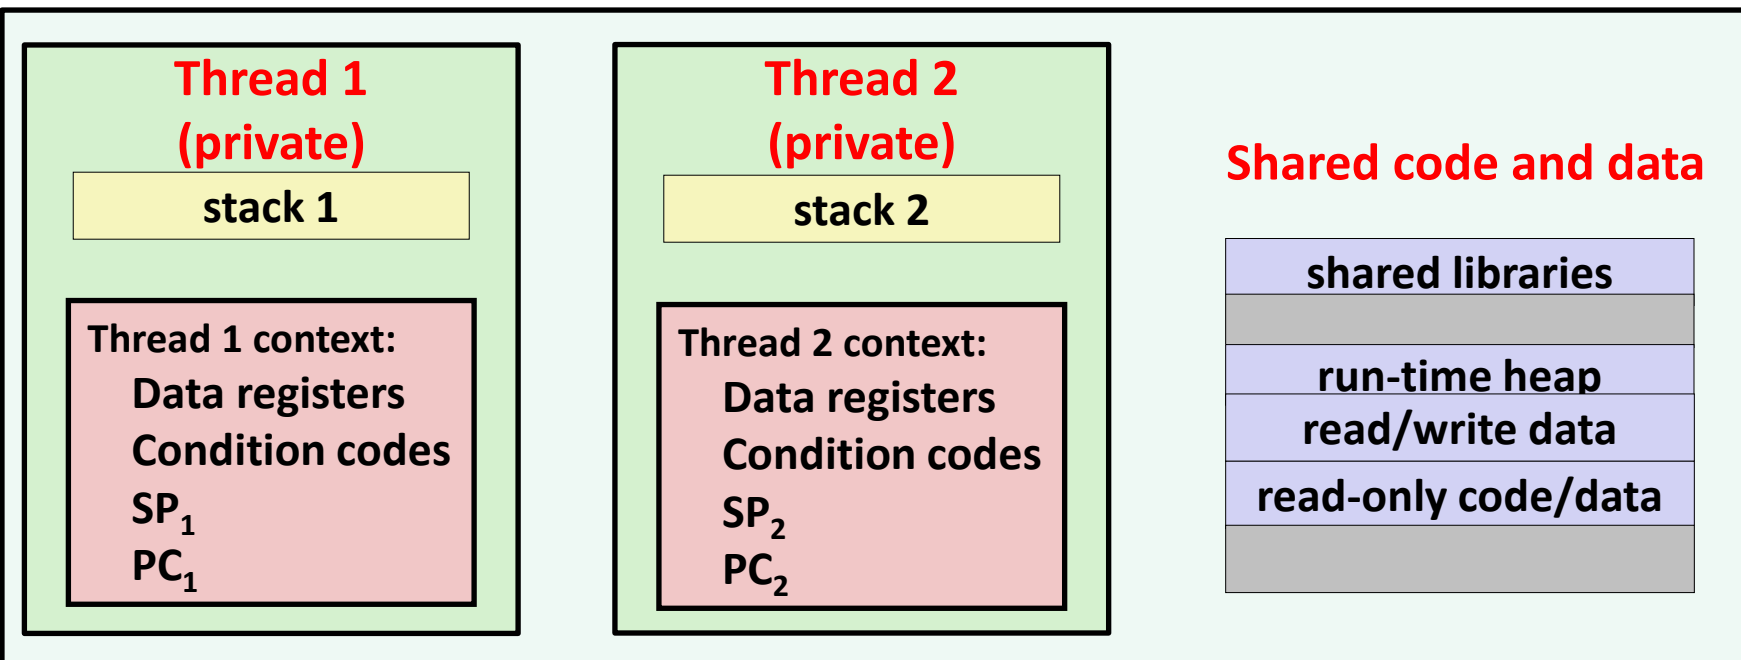 Thread 1
(private)
stack 1
Thread 1 context:
Data registers
Condition codes
SP₁
PC₁
Thread 2
(private)
stack 2
Thread 2 context:
Data registers
Condition codes
SP₂
PC₂
Shared code and data
shared libraries
run-time heap
read/write data
read-only code/data